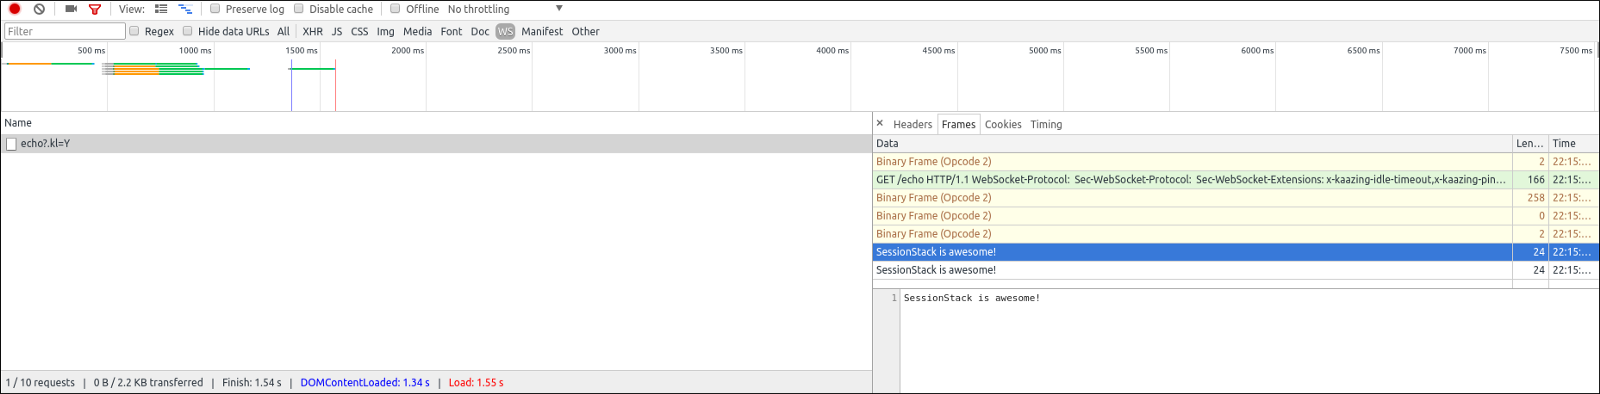 View: Preserve log Disable cache Offline No throttling
Filter Regex Hide data URLs All XHR JS CSS Img Media Font Doc WS Manifest Other
500 ms 1000 ms 1500 ms 2000 ms 2500 ms 3000 ms 3500 ms 4000 ms 4500 ms 5000 ms 5500 ms 6000 ms 6500 ms 7000 ms 7500 ms
Name
echo?.kl=Y
× Headers Frames Cookies Timing
Data Len... Time
Binary Frame (Opcode 2) 2 22:15:...
GET /echo HTTP/1.1 WebSocket-Protocol: Sec-WebSocket-Protocol: Sec-WebSocket-Extensions: x-kaazing-idle-timeout,x-kaazing-pin... 166 22:15:...
Binary Frame (Opcode 2) 258 22:15:...
Binary Frame (Opcode 2) 0 22:15:...
Binary Frame (Opcode 2) 2 22:15:...
SessionStack is awesome! 24 22:15:...
SessionStack is awesome! 24 22:15:...
1 SessionStack is awesome!
1 / 10 requests | 0 B / 2.2 KB transferred | Finish: 1.54 s | DOMContentLoaded: 1.34 s | Load: 1.55 s